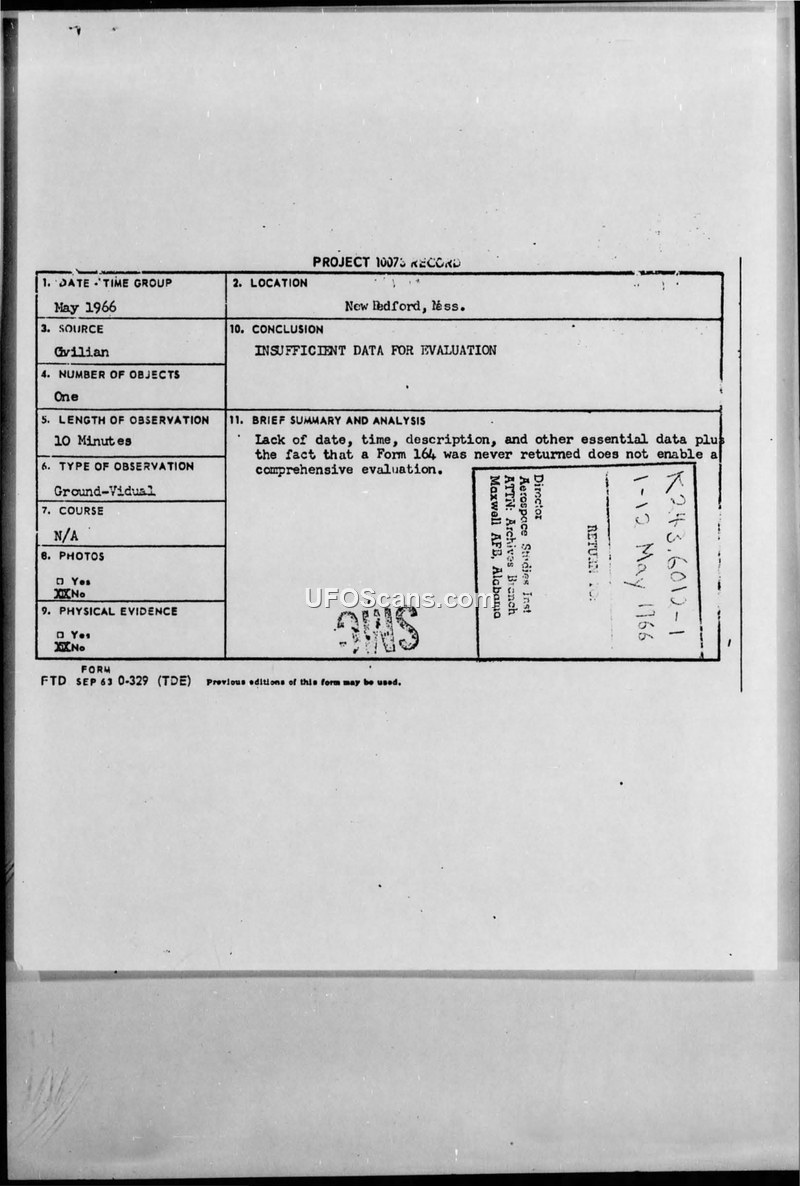 PROJECT 10073 RECORD
1. DATE - TIME GROUP
May 1966
2. LOCATION
New Bedford, Mass.
3. SOURCE
Civilian
10. CONCLUSION
INSUFFICIENT DATA FOR EVALUATION
4. NUMBER OF OBJECTS
One
5. LENGTH OF OBSERVATION
10 Minutes
11. BRIEF SUMMARY AND ANALYSIS
Lack of date, time, description, and other essential data plus
the fact that a Form 164 was never returned does not enable a
comprehensive evaluation.
6. TYPE OF OBSERVATION
Ground-Vidual
7. COURSE
N/A
8. PHOTOS
□ Yes
XXNo
9. PHYSICAL EVIDENCE
□ Yes
XXNo
RETURN TO:
Director
Aerospace Studies Inst
ATTN: Archives Branch
Maxwell AFB, Alabama
K243.6012-1
1-10 May 1966
UFOScans.com
FORM
FTD SEP 63 0-329 (TDE) Previous editions of this form may be used.